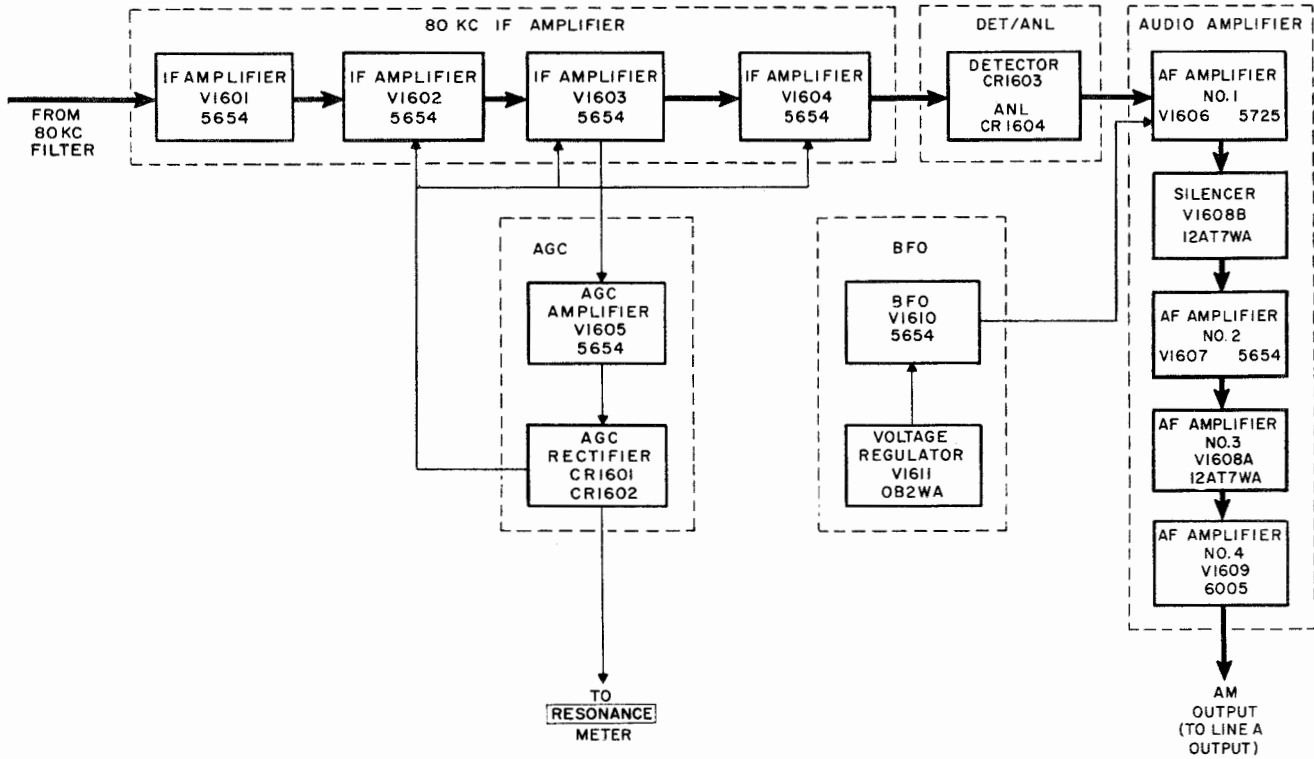 80 KC IF AMPLIFIER
DET/ANL
AUDIO AMPLIFIER
FROM
80 KC
FILTER
IF AMPLIFIER
V1601
5654
IF AMPLIFIER
V1602
5654
IF AMPLIFIER
V1603
5654
IF AMPLIFIER
V1604
5654
DETECTOR
CR1603
ANL
CR1604
AF AMPLIFIER
NO. 1
V1606 5725
SILENCER
V1608B
12AT7WA
AF AMPLIFIER
NO. 2
V1607 5654
AF AMPLIFIER
NO. 3
V1608A
12AT7WA
AF AMPLIFIER
NO. 4
V1609
6005
AM
OUTPUT
(TO LINE A
OUTPUT)
AGC
AGC
AMPLIFIER
V1605
5654
AGC
RECTIFIER
CR1601
CR1602
TO
RESONANCE
METER
BFO
BFO
V1610
5654
VOLTAGE
REGULATOR
V1611
OB2WA